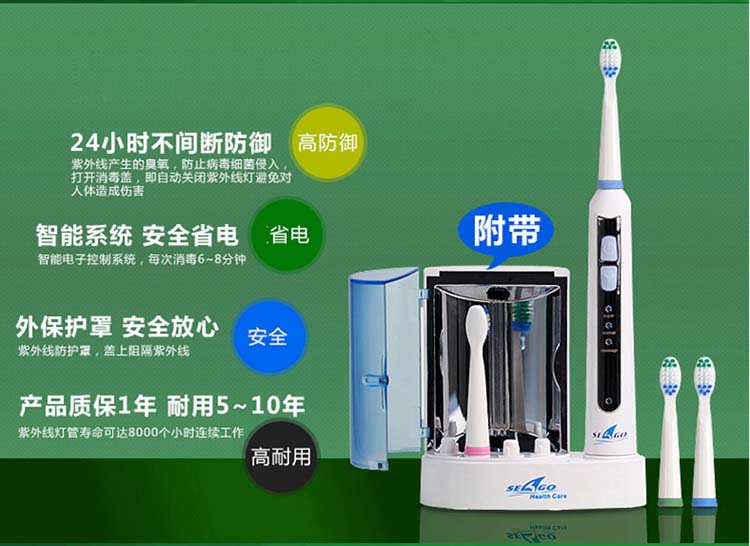 24小时不间断防御
高防御
紫外线产生的臭氧，防止病毒细菌侵入，
打开消毒盖，即自动关闭紫外线灯避免对
人体造成伤害
智能系统 安全省电
省电
智能电子控制系统，每次消毒6~8分钟
外保护罩 安全放心
安全
紫外线防护罩，盖上阻隔紫外线
产品质保1年 耐用5~10年
紫外线灯管寿命可达8000个小时连续工作
高耐用
附带
super
normal
massage
SEAGO
SEAGO
Health Care